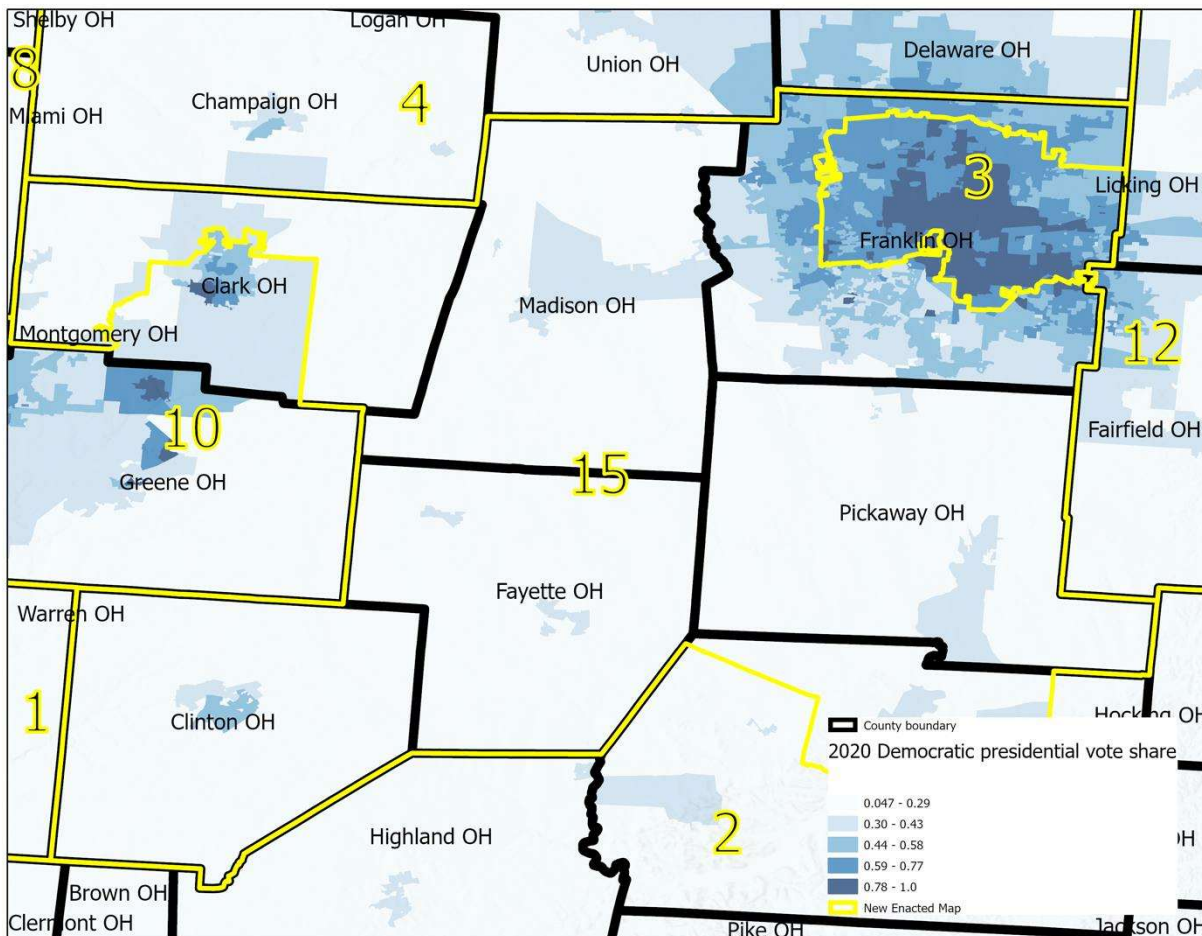 Shelby OH
Logan OH
Union OH
Delaware OH
8
Miami OH
Champaign OH
4
3
Licking OH
Franklin OH
Clark OH
Madison OH
Montgomery OH
12
10
Fairfield OH
Greene OH
15
Pickaway OH
Fayette OH
Warren OH
1
Clinton OH
Hocking OH
County boundary
2020 Democratic presidential vote share
0.047 - 0.29
0.30 - 0.43
0.44 - 0.58
0.59 - 0.77
0.78 - 1.0
New Enacted Map
2
Highland OH
OH
Brown OH
Clermont OH
Pike OH
Jackson OH